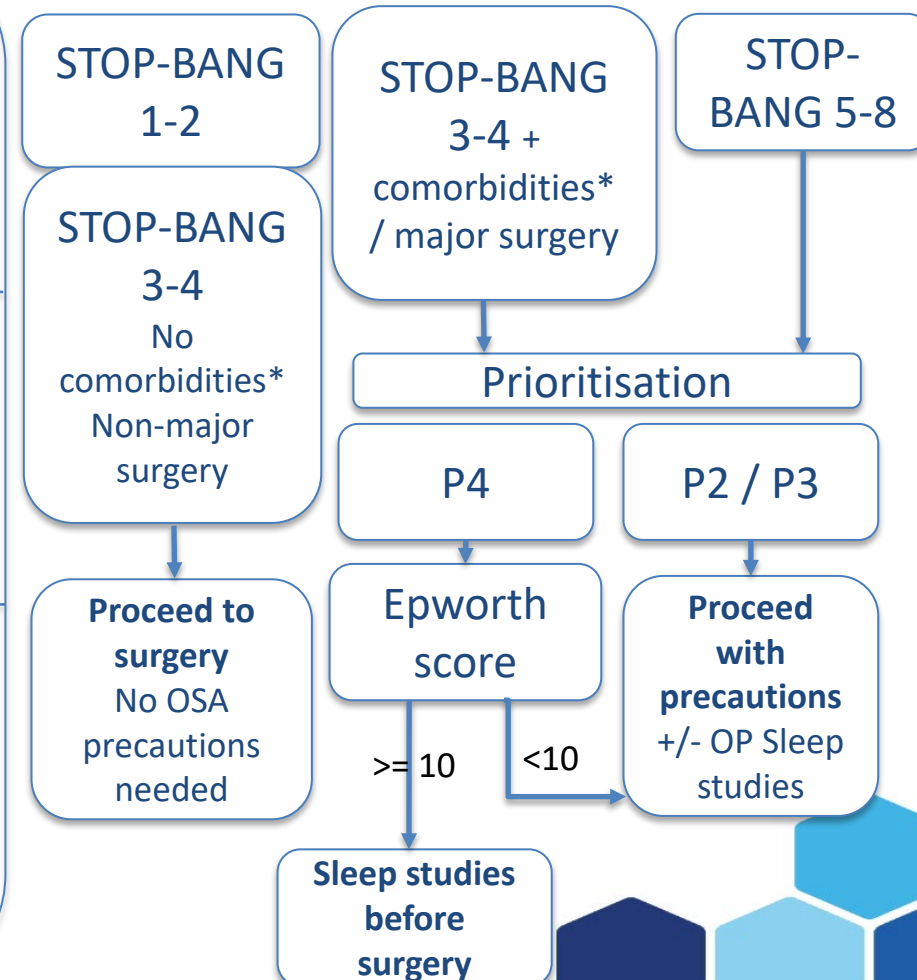 STOP-BANG
1-2
STOP-BANG
3-4
No
comorbidities*
Non-major
surgery
Proceed to
surgery
No OSA
precautions
needed
STOP-BANG
3-4 +
comorbidities*
/ major surgery
STOP-
BANG 5-8
Prioritisation
P4
P2 / P3
Epworth
score
>= 10
<10
Proceed
with
precautions
+/- OP Sleep
studies
Sleep studies
before
surgery